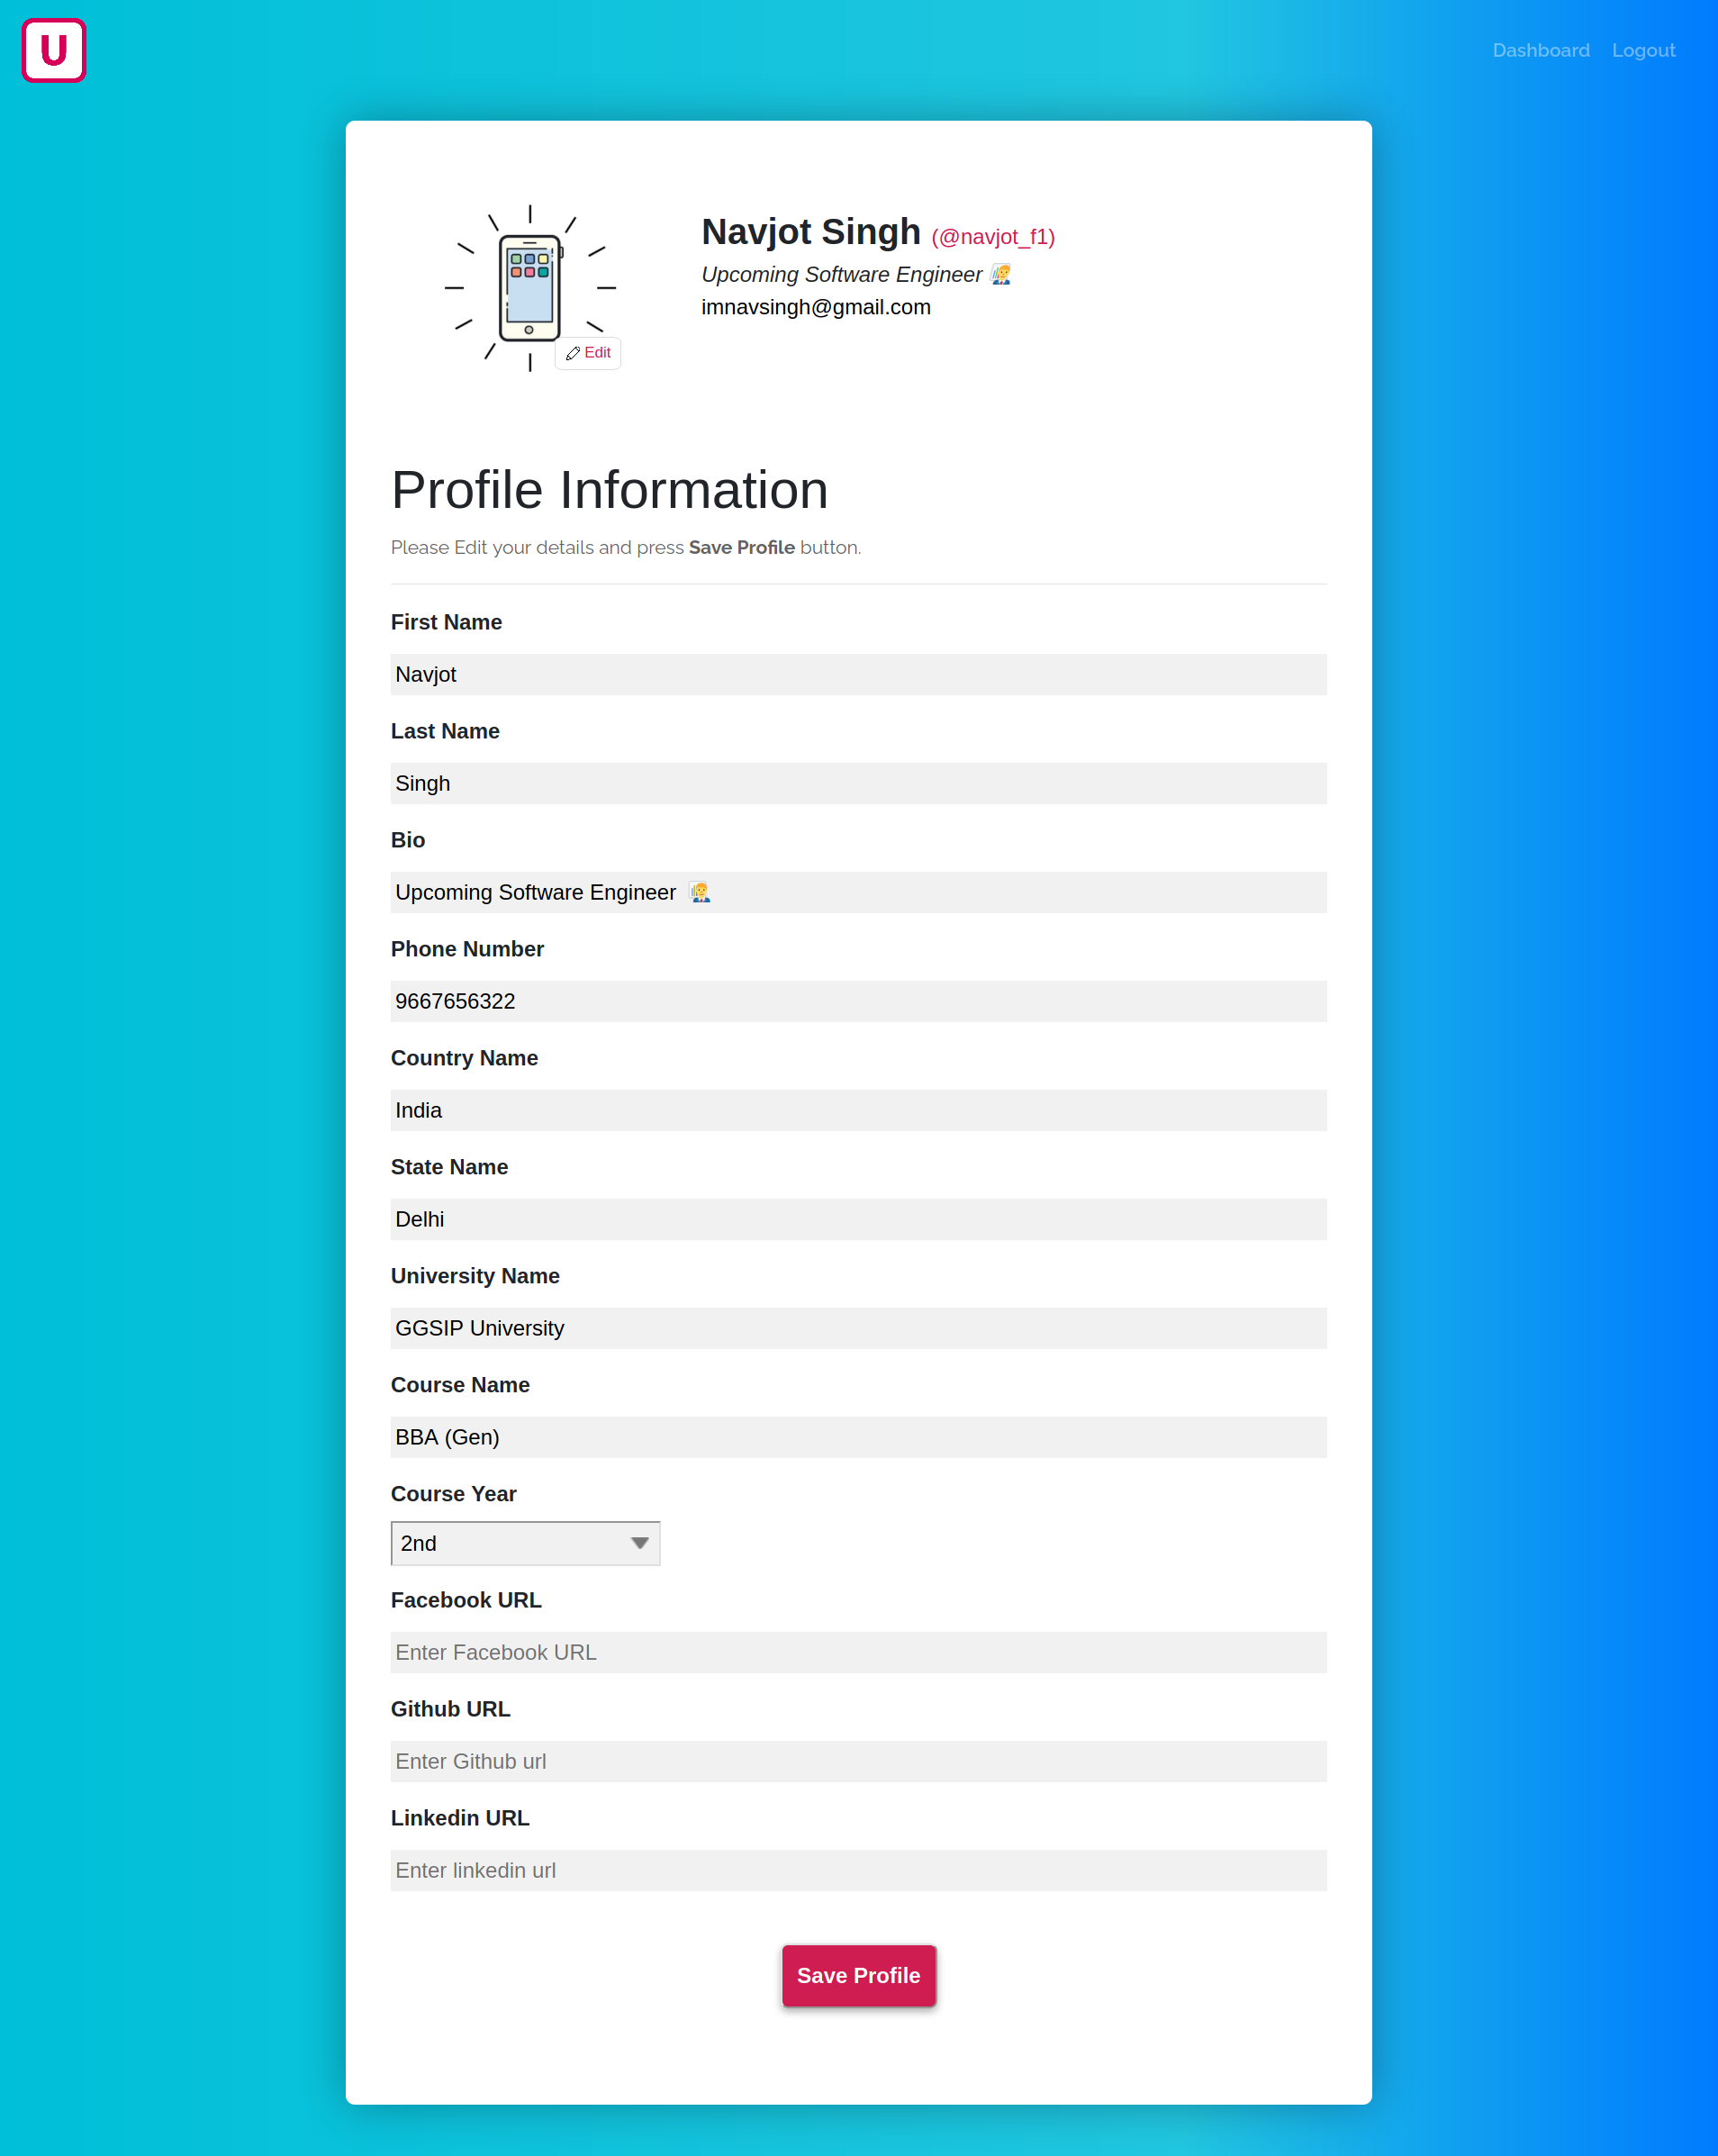 U
Dashboard Logout
Navjot Singh (@navjot_f1)
Upcoming Software Engineer 👨‍💼
imnavsingh@gmail.com
Edit
Profile Information
Please Edit your details and press Save Profile button.
First Name
Navjot
Last Name
Singh
Bio
Upcoming Software Engineer 👨‍💼
Phone Number
9667656322
Country Name
India
State Name
Delhi
University Name
GGSIP University
Course Name
BBA (Gen)
Course Year
2nd
Facebook URL
Enter Facebook URL
Github URL
Enter Github url
Linkedin URL
Enter linkedin url
Save Profile